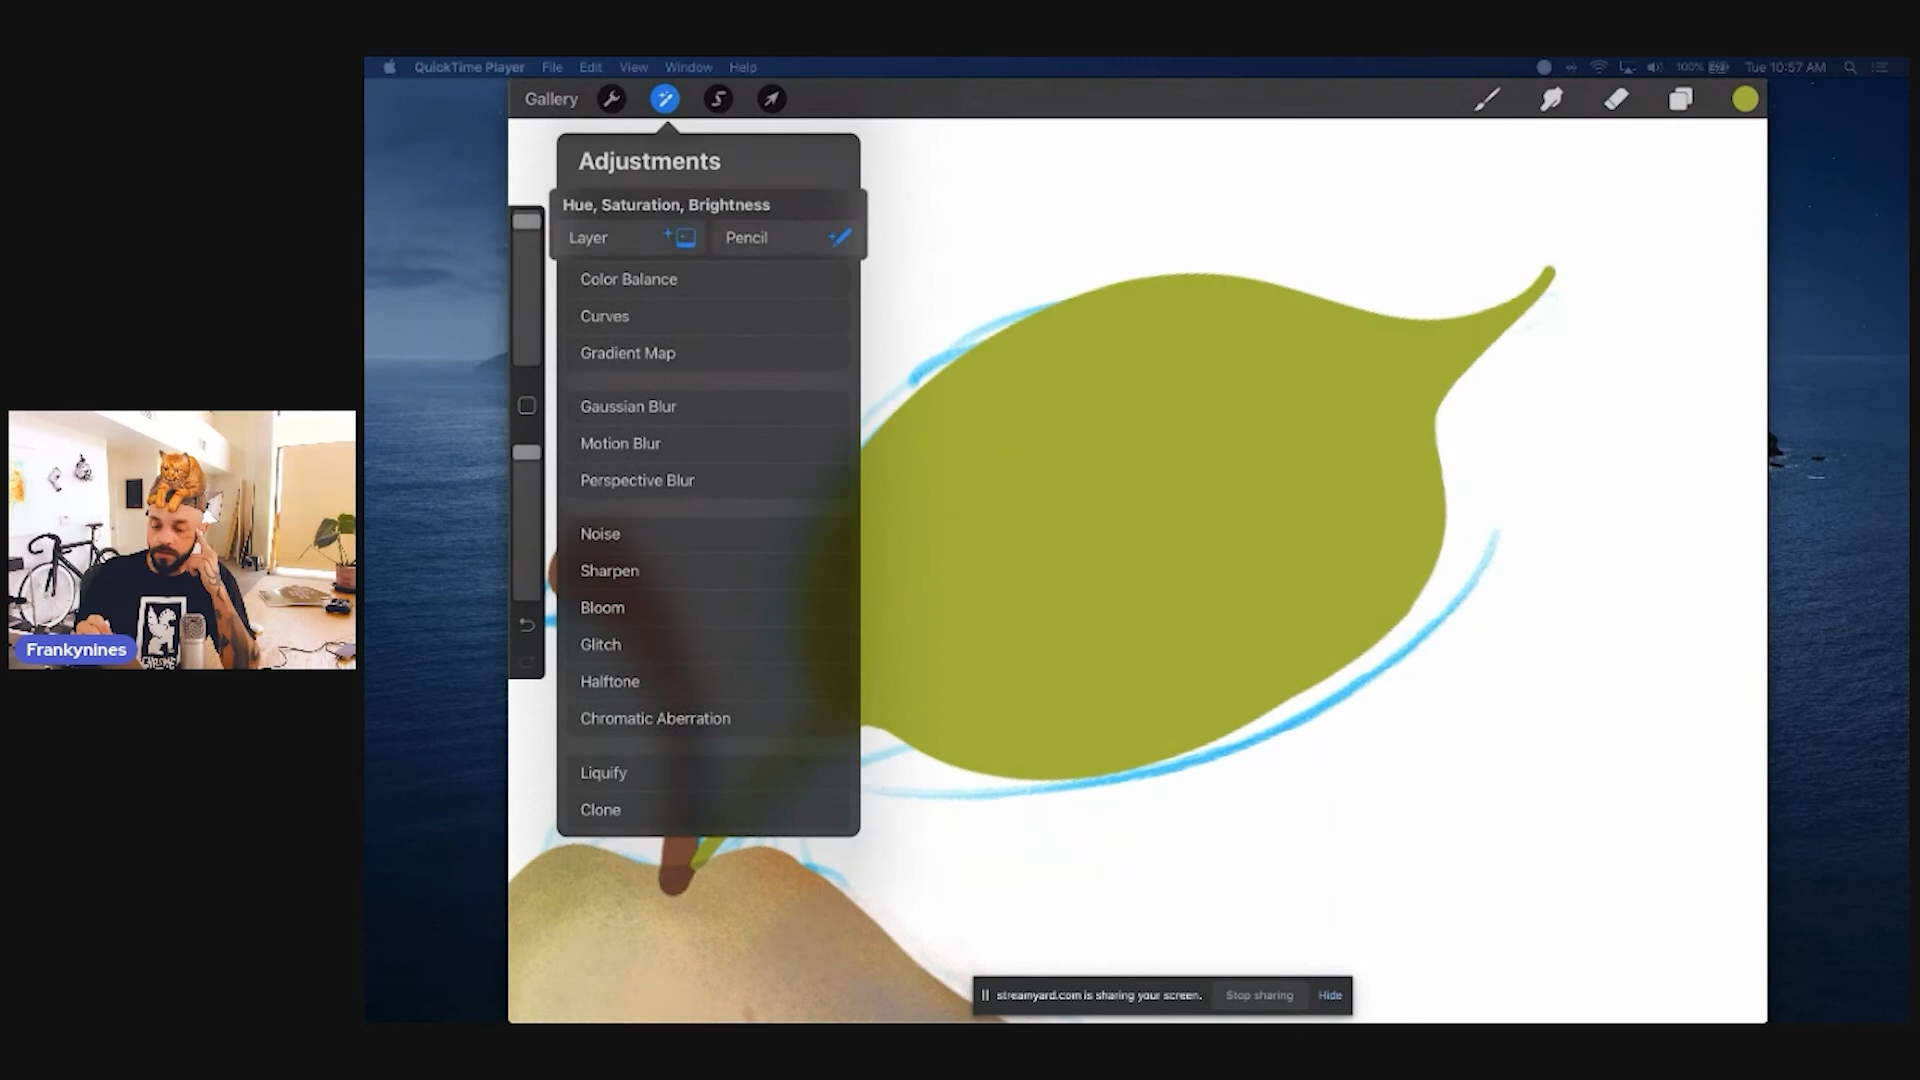 QuickTime Player File Edit View Window Help 100% Tue 10:57 AM
Gallery
Adjustments
Hue, Saturation, Brightness
Layer Pencil
Color Balance
Curves
Gradient Map
Gaussian Blur
Motion Blur
Perspective Blur
Noise
Sharpen
Bloom
Glitch
Halftone
Chromatic Aberration
Liquify
Clone
Frankynines
CHROME
streamyard.com is sharing your screen. Stop sharing Hide